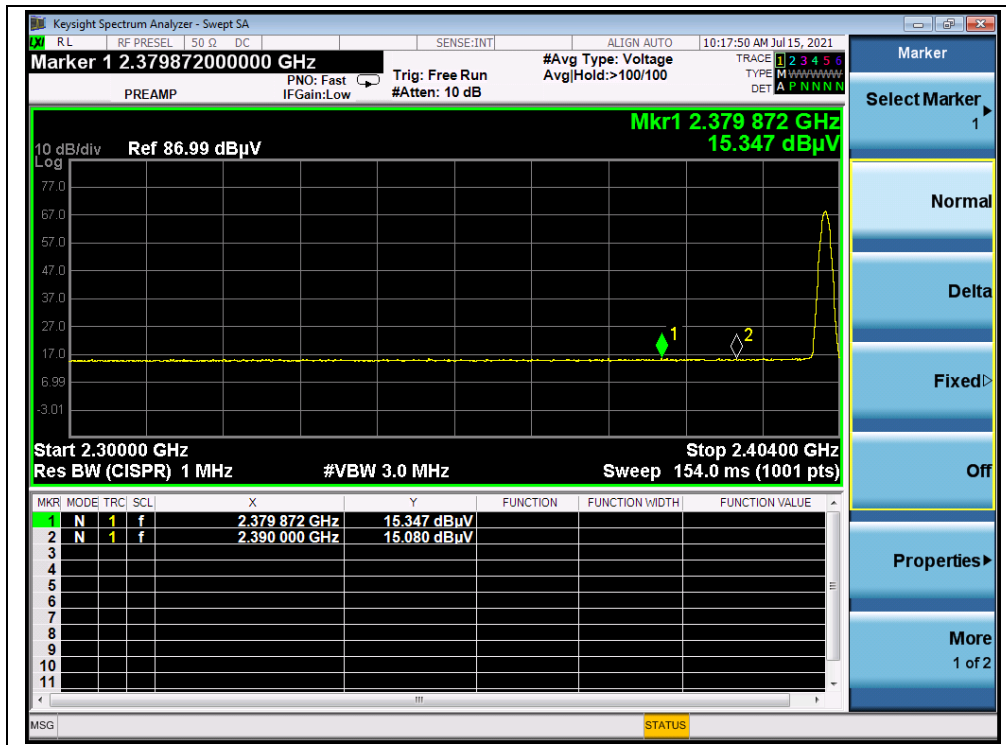 Keysight Spectrum Analyzer - Swept SA
LXI RL RF PRESEL 50 Ω DC SENSE:INT ALIGN AUTO 10:17:50 AM Jul 15, 2021
Marker 1 2.379872000000 GHz
PREAMP
PNO: Fast
IFGain:Low
Trig: Free Run
#Atten: 10 dB
#Avg Type: Voltage
Avg|Hold:>100/100
TRACE 1 2 3 4 5 6
TYPE M WWWWW
DET A P N N N N
Mkr1 2.379 872 GHz
15.347 dBµV
10 dB/div Ref 86.99 dBµV
Log
77.0
67.0
57.0
47.0
37.0
27.0
17.0
6.99
-3.01
1
2
Start 2.30000 GHz Stop 2.40400 GHz
Res BW (CISPR) 1 MHz #VBW 3.0 MHz Sweep 154.0 ms (1001 pts)
MKR MODE TRC SCL X Y FUNCTION FUNCTION WIDTH FUNCTION VALUE
1 N 1 f 2.379 872 GHz 15.347 dBµV
2 N 1 f 2.390 000 GHz 15.080 dBµV
3
4
5
6
7
8
9
10
11
MSG STATUS
Marker
Select Marker
1
Normal
Delta
Fixed
Off
Properties
More
1 of 2